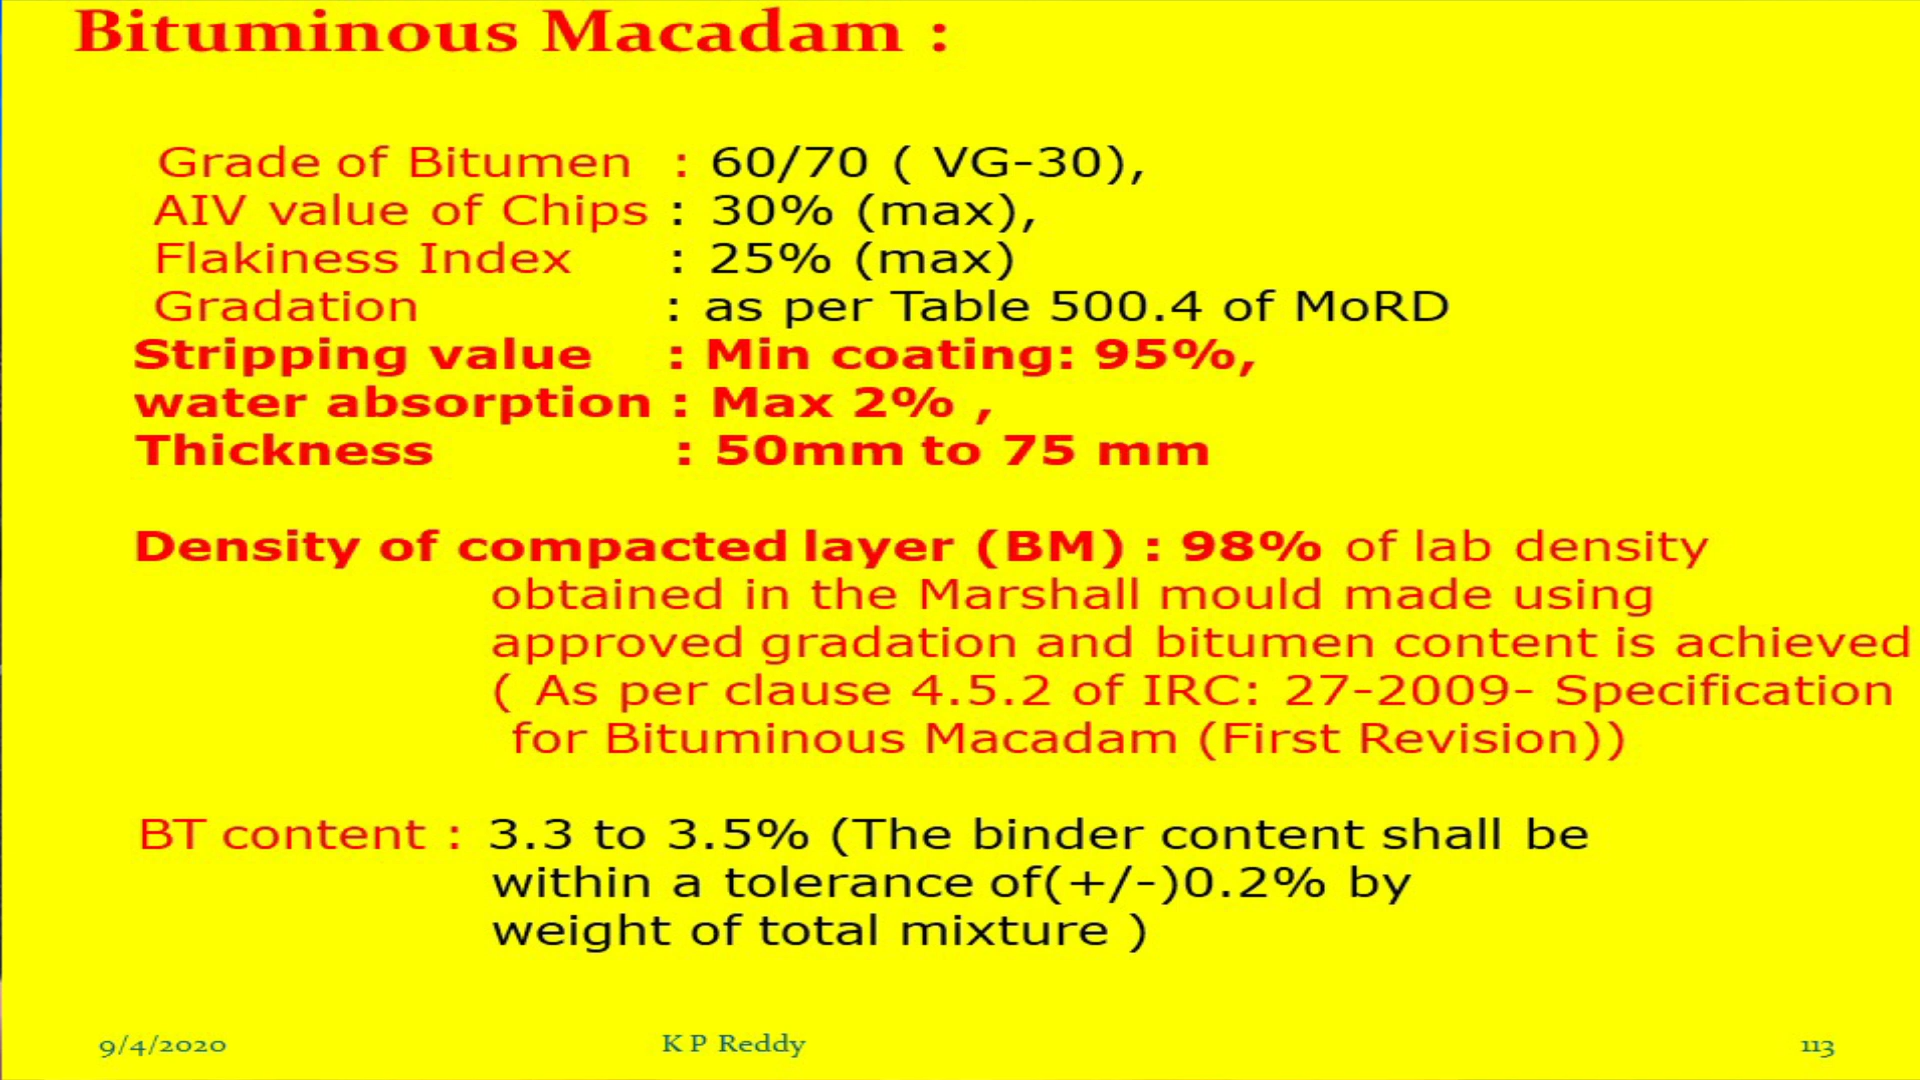 Bituminous Macadam :
Grade of Bitumen : 60/70 ( VG-30),
AIV value of Chips : 30% (max),
Flakiness Index : 25% (max)
Gradation : as per Table 500.4 of MoRD
Stripping value : Min coating: 95%,
water absorption : Max 2% ,
Thickness : 50mm to 75 mm
Density of compacted layer (BM) : 98% of lab density
obtained in the Marshall mould made using
approved gradation and bitumen content is achieved
( As per clause 4.5.2 of IRC: 27-2009- Specification
for Bituminous Macadam (First Revision))
BT content : 3.3 to 3.5% (The binder content shall be
within a tolerance of(+/-)0.2% by
weight of total mixture )
9/4/2020 K P Reddy 113